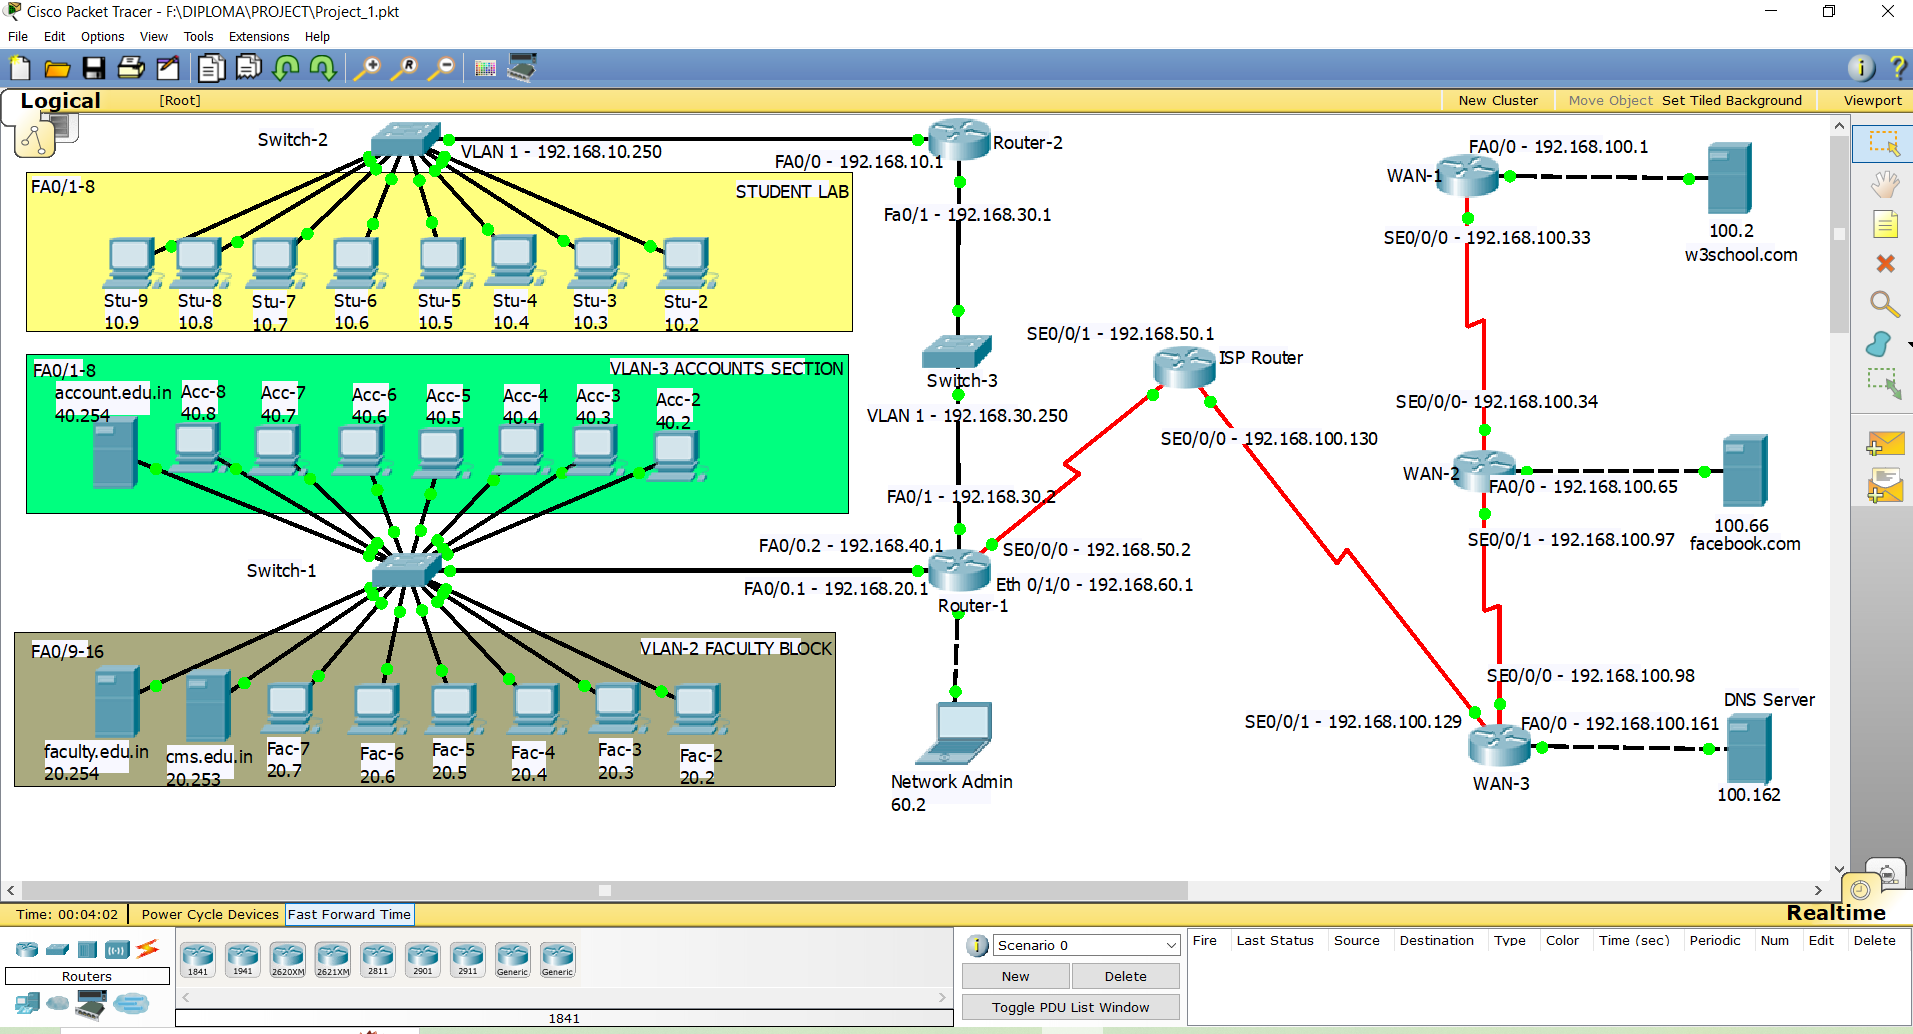 Cisco Packet Tracer - F:\DIPLOMA\PROJECT\Project_1.pkt
File Edit Options View Tools Extensions Help
Logical
[Root]
New Cluster
Move Object
Set Tiled Background
Viewport
Switch-2
VLAN 1 - 192.168.10.250
FA0/0 - 192.168.10.1
Router-2
FA0/1-8
STUDENT LAB
Stu-9
10.9
Stu-8
10.8
Stu-7
10.7
Stu-6
10.6
Stu-5
10.5
Stu-4
10.4
Stu-3
10.3
Stu-2
10.2
Fa0/1 - 192.168.30.1
Switch-3
VLAN 1 - 192.168.30.250
FA0/1-8
VLAN-3 ACCOUNTS SECTION
account.edu.in
40.254
Acc-8
40.8
Acc-7
40.7
Acc-6
40.6
Acc-5
40.5
Acc-4
40.4
Acc-3
40.3
Acc-2
40.2
FA0/1 - 192.168.30.2
FA0/0.2 - 192.168.40.1
SE0/0/0 - 192.168.50.2
Switch-1
FA0/0.1 - 192.168.20.1
Eth 0/1/0 - 192.168.60.1
Router-1
FA0/9-16
VLAN-2 FACULTY BLOCK
faculty.edu.in
20.254
cms.edu.in
20.253
Fac-7
20.7
Fac-6
20.6
Fac-5
20.5
Fac-4
20.4
Fac-3
20.3
Fac-2
20.2
Network Admin
60.2
SE0/0/1 - 192.168.50.1
ISP Router
SE0/0/0 - 192.168.100.130
FA0/0 - 192.168.100.1
WAN-1
100.2
w3school.com
SE0/0/0 - 192.168.100.33
SE0/0/0- 192.168.100.34
WAN-2
FA0/0 - 192.168.100.65
100.66
facebook.com
SE0/0/1 - 192.168.100.97
SE0/0/0 - 192.168.100.98
DNS Server
SE0/0/1 - 192.168.100.129
FA0/0 - 192.168.100.161
WAN-3
100.162
Time: 00:04:02
Power Cycle Devices
Fast Forward Time
Realtime
Routers
1841
1941
2620XM
2621XM
2811
2901
2911
Generic
Generic
1841
Scenario 0
New
Delete
Toggle PDU List Window
Fire Last Status Source Destination Type Color Time (sec) Periodic Num Edit Delete